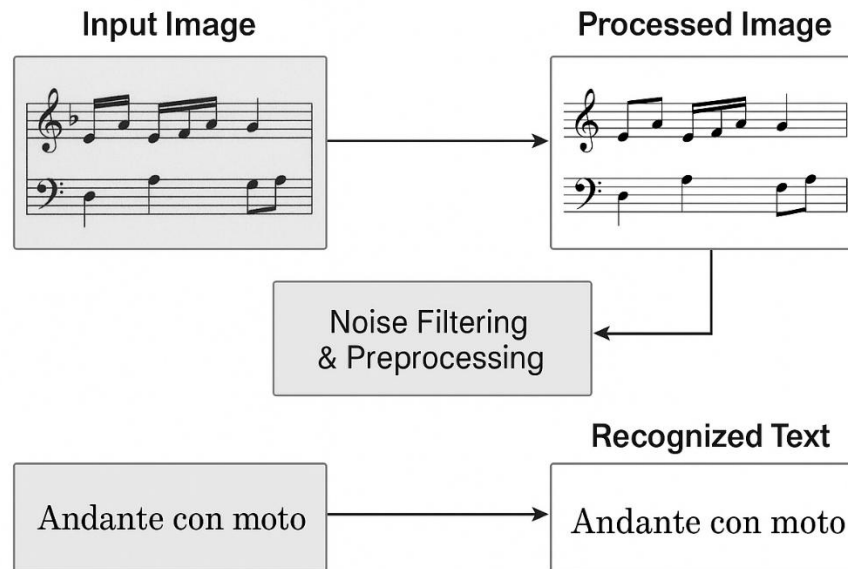 Input Image
Processed Image
Noise Filtering
& Preprocessing
Recognized Text
Andante con moto
Andante con moto